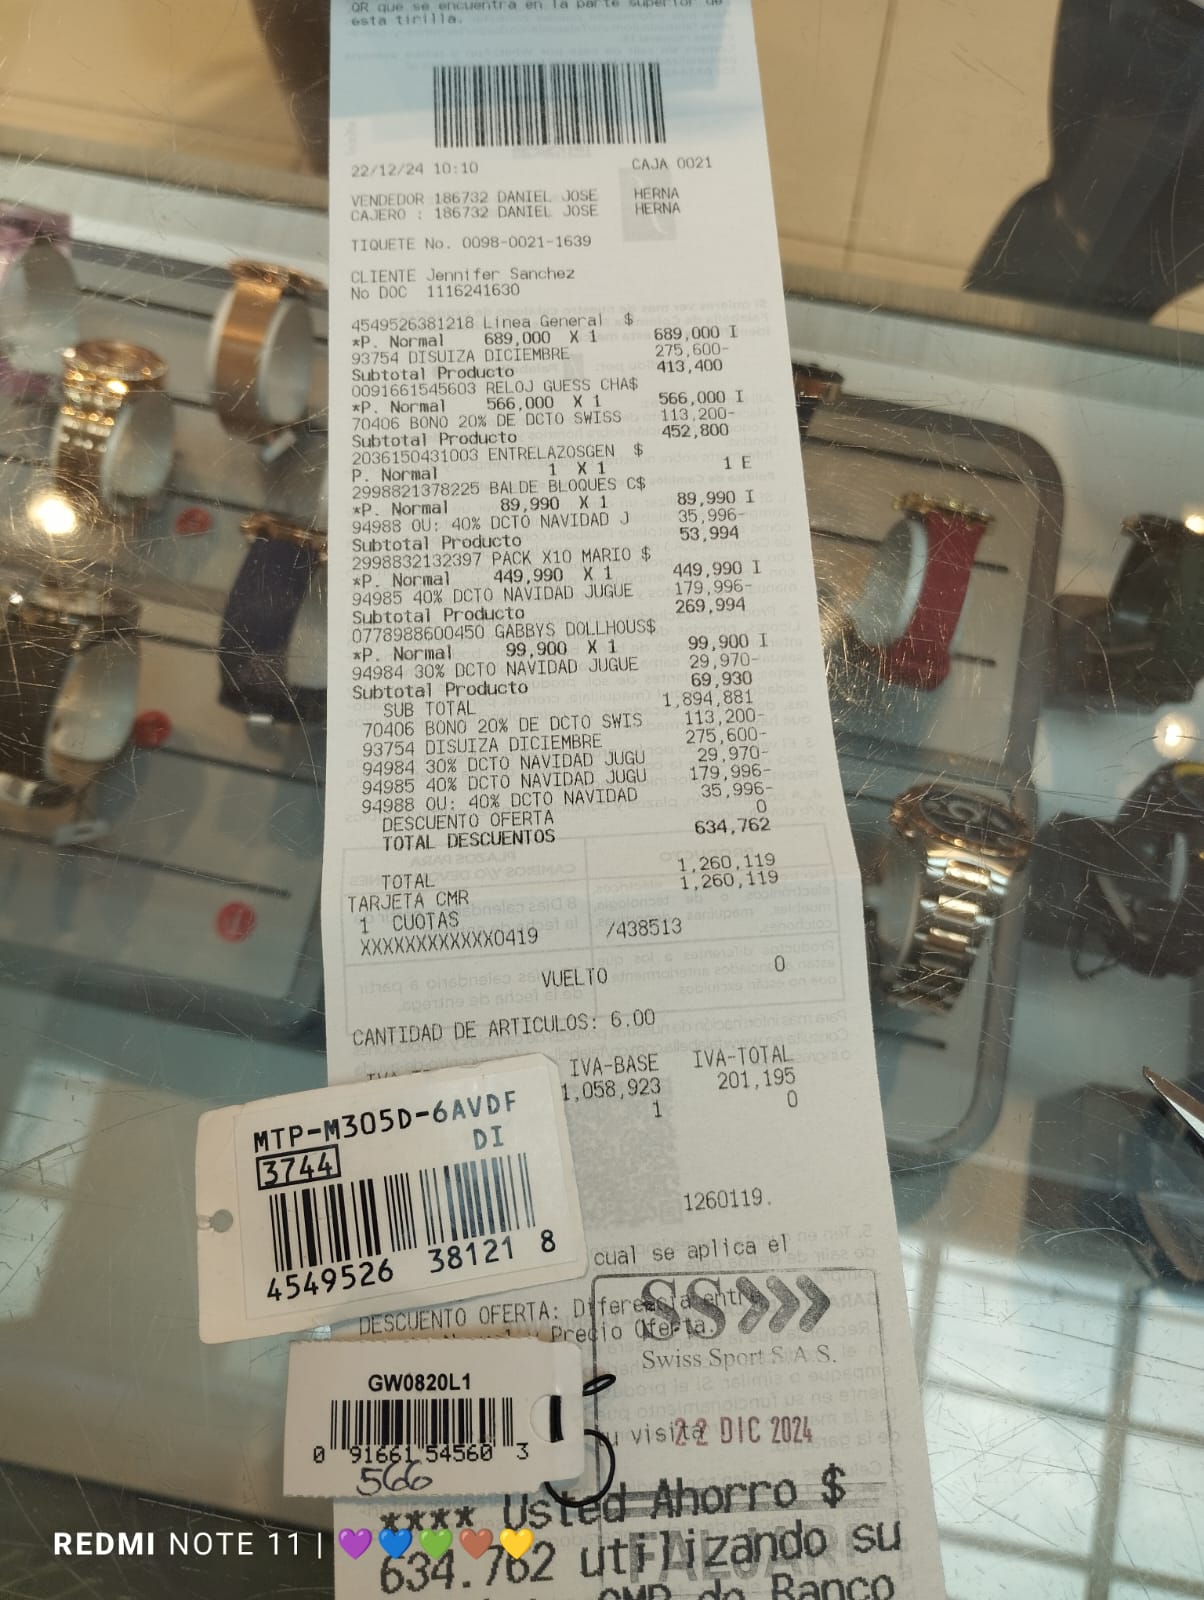 QR que se encuentra en la parte superior de
esta tirilla.
22/12/24 10:10 CAJA 0021
VENDEDOR 186732 DANIEL JOSE HERNA
CAJERO : 186732 DANIEL JOSE HERNA
TIQUETE No. 0098-0021-1639
CLIENTE Jennifer Sanchez
No DOC 1116241630
4549526381218 Linea General $
*P. Normal 689,000 X 1 689,000 I
93754 DISUIZA DICIEMBRE 275,600-
Subtotal Producto 413,400
0091661545603 RELOJ GUESS CHA$
*P. Normal 566,000 X 1 566,000 I
70406 BONO 20% DE DCTO SWISS 113,200-
Subtotal Producto 452,800
2036150431003 ENTRELAZOSGEN $
P. Normal 1 X 1 1 E
2998821378225 BALDE BLOQUES C$
*P. Normal 89,990 X 1 89,990 I
94988 OU: 40% DCTO NAVIDAD J 35,996-
Subtotal Producto 53,994
2998832132397 PACK X10 MARIO $
*P. Normal 449,990 X 1 449,990 I
94985 40% DCTO NAVIDAD JUGUE 179,996-
Subtotal Producto 269,994
0778988600450 GABBYS DOLLHOUS$
*P. Normal 99,900 X 1 99,900 I
94984 30% DCTO NAVIDAD JUGUE 29,970-
Subtotal Producto 69,930
SUB TOTAL 1,894,881
70406 BONO 20% DE DCTO SWIS 113,200-
93754 DISUIZA DICIEMBRE 275,600-
94984 30% DCTO NAVIDAD JUGU 29,970-
94985 40% DCTO NAVIDAD JUGU 179,996-
94988 OU: 40% DCTO NAVIDAD 35,996-
DESCUENTO OFERTA 0
TOTAL DESCUENTOS 634,762
TOTAL 1,260,119
TARJETA CMR 1,260,119
1 CUOTAS
XXXXXXXXXXXX0419 /438513
VUELTO 0
CANTIDAD DE ARTICULOS: 6.00
IVA-BASE IVA-TOTAL
1,058,923 201,195
1 0
MTP-M305D-6AVDF
DI
3744
4549526 38121 8
1260119.
cual se aplica el
DESCUENTO OFERTA: Diferencia entre
Normal y Precio Oferta.
SS
Swiss Sport S.A.S.
GW0820L1
0 91661 54560 3
566
u visita
22 DIC 2024
**** Usted Ahorro $
634.762 utilizando su
CMR de Banco
REDMI NOTE 11 |